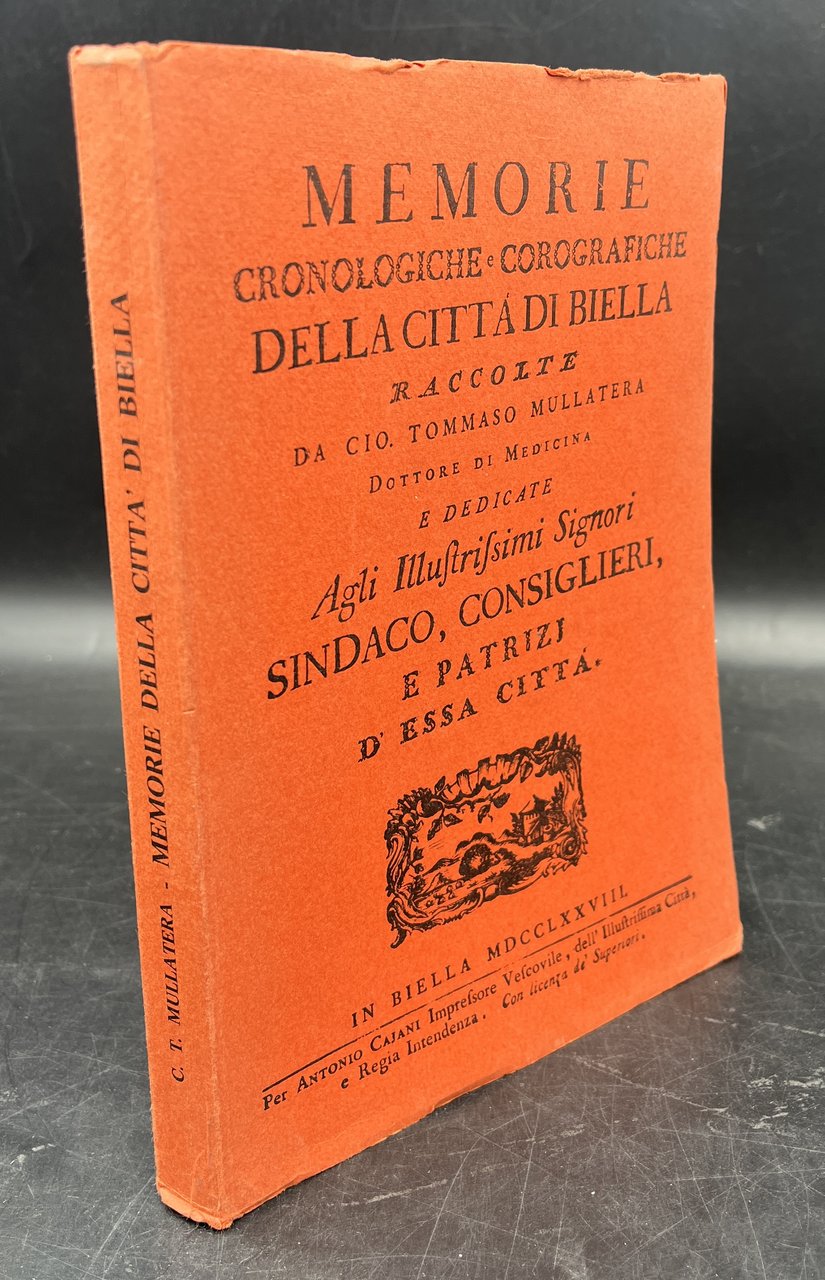 C. T. MULLATERA - MEMORIE DELLA CITTA' DI BIELLA
MEMORIE
CRONOLOGICHE e COROGRAFICHE
DELLA CITTÁ DI BIELLA
RACCOLTE
DA CIO. TOMMASO MULLATERA
DOTTORE DI MEDICINA
E DEDICATE
Agli Illuſtriſsimi Signori
SINDACO, CONSIGLIERI,
E PATRIZJ
D' ESSA CITTÁ.
IN BIELLA MDCCLXXVIII.
Per ANTONIO CAJANI Impreſsore Veſcovile, dell' Illuſtriſſima Città,
e Regia Intendenza. Con licenza de' Superiori.